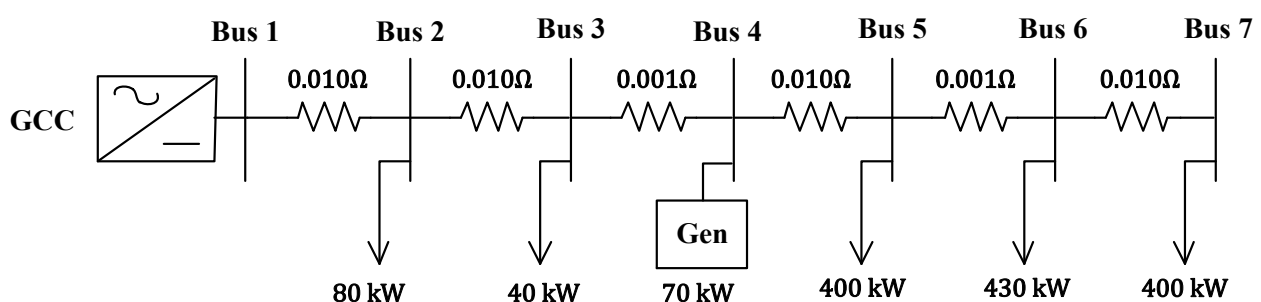 Bus 1 Bus 2 Bus 3 Bus 4 Bus 5 Bus 6 Bus 7
0.010Ω 0.010Ω 0.001Ω 0.010Ω 0.001Ω 0.010Ω
GCC
Gen
80 kW 40 kW 70 kW 400 kW 430 kW 400 kW